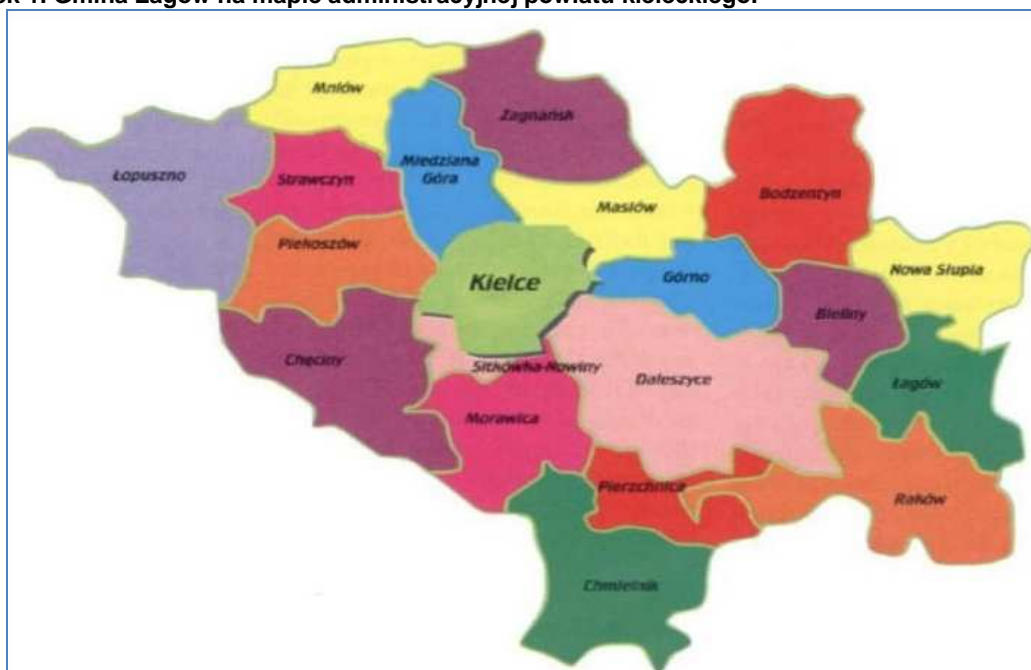 1. Gmina Łagów na mapie administracyjnej powiatu kieleckiego.
Mniów
Zagnańsk
Łopuszno
Strawczyn
Miedziana
Góra
Masłów
Bodzentyn
Piekoszów
Kielce
Górno
Nowa Słupia
Bieliny
Chęciny
Sitkówka-Nowiny
Daleszyce
Łagów
Morawica
Pierzchnica
Raków
Chmielnik